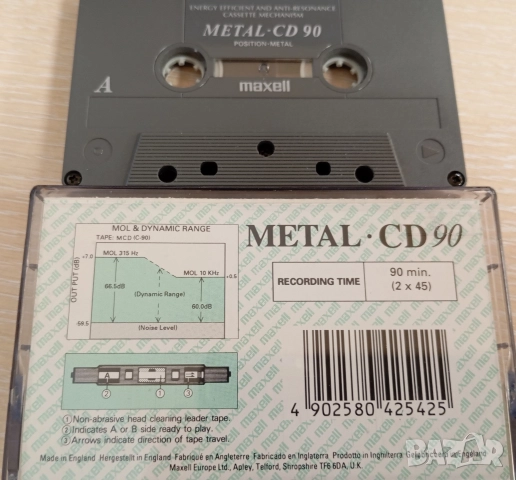 ENERGY EFFICIENT AND ANTI-RESONANCE
CASSETTE MECHANISM
METAL·CD 90
POSITION-METAL
A
maxell
MOL & DYNAMIC RANGE
TAPE: MCD (C-90)
MOL 315 Hz
+7.0
MOL 10 KHz
+0.5
OUT PUT (dB)
66.5dB
(Dynamic Range)
60.0dB
-59.5
(Noise Level)
METAL·CD 90
RECORDING TIME
90 min.
(2 x 45)
A
② ① ③
① Non-abrasive head cleaning leader tape.
② Indicates A or B side ready to play.
③ Arrows indicate direction of tape travel.
4 902580 425425
Made in England Hergestellt in England Fabriqué en Angleterre Fabricado en Inglaterra Prodotto in Inghilterra
Maxell Europe Ltd., Apley, Telford, Shropshire TF6 6DA, U.K.
maxell
Bazar.bg